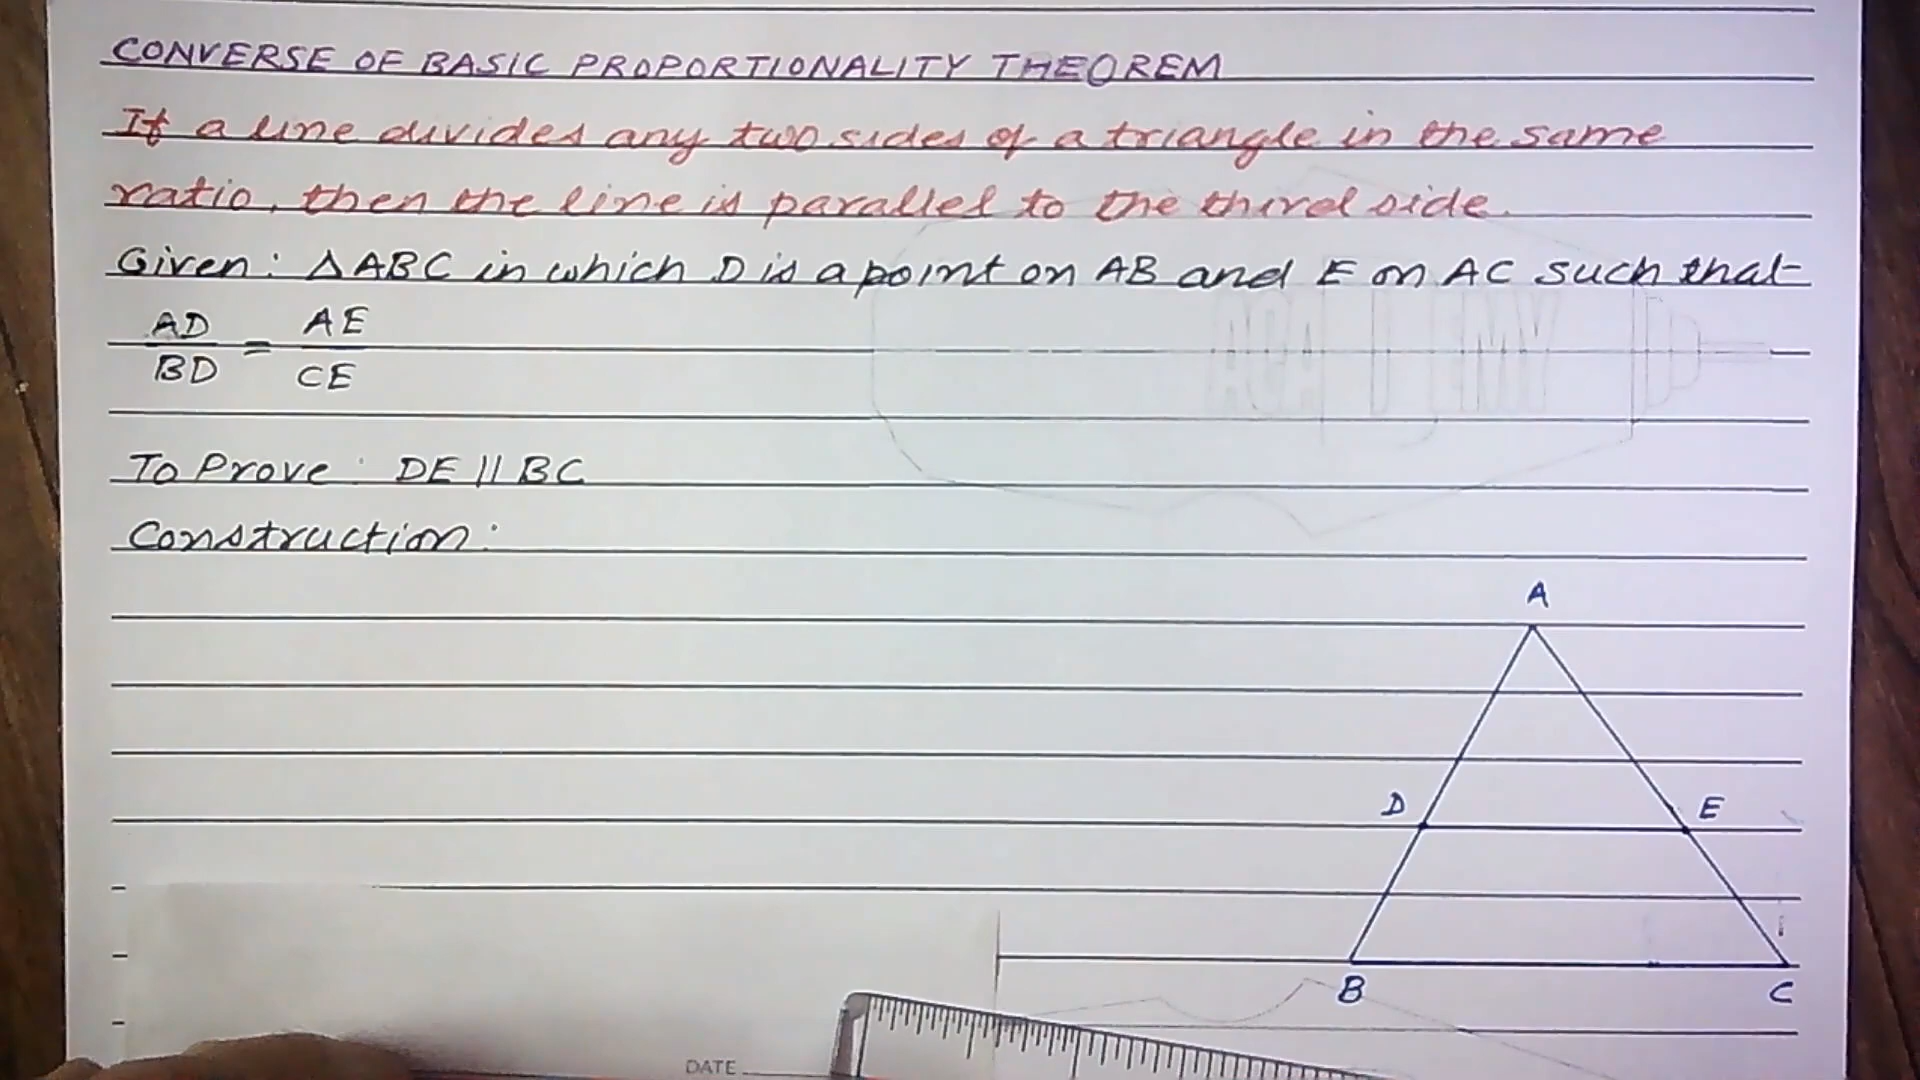 CONVERSE OF BASIC PROPORTIONALITY THEOREM
If a line divides any two sides of a triangle in the same
ratio, then the line is parallel to the third side.
Given: △ABC in which D is a point on AB and E on AC such that
AD/BD = AE/CE
To Prove: DE || BC
Construction:
A
D E
B C
DATE
ACADEMY